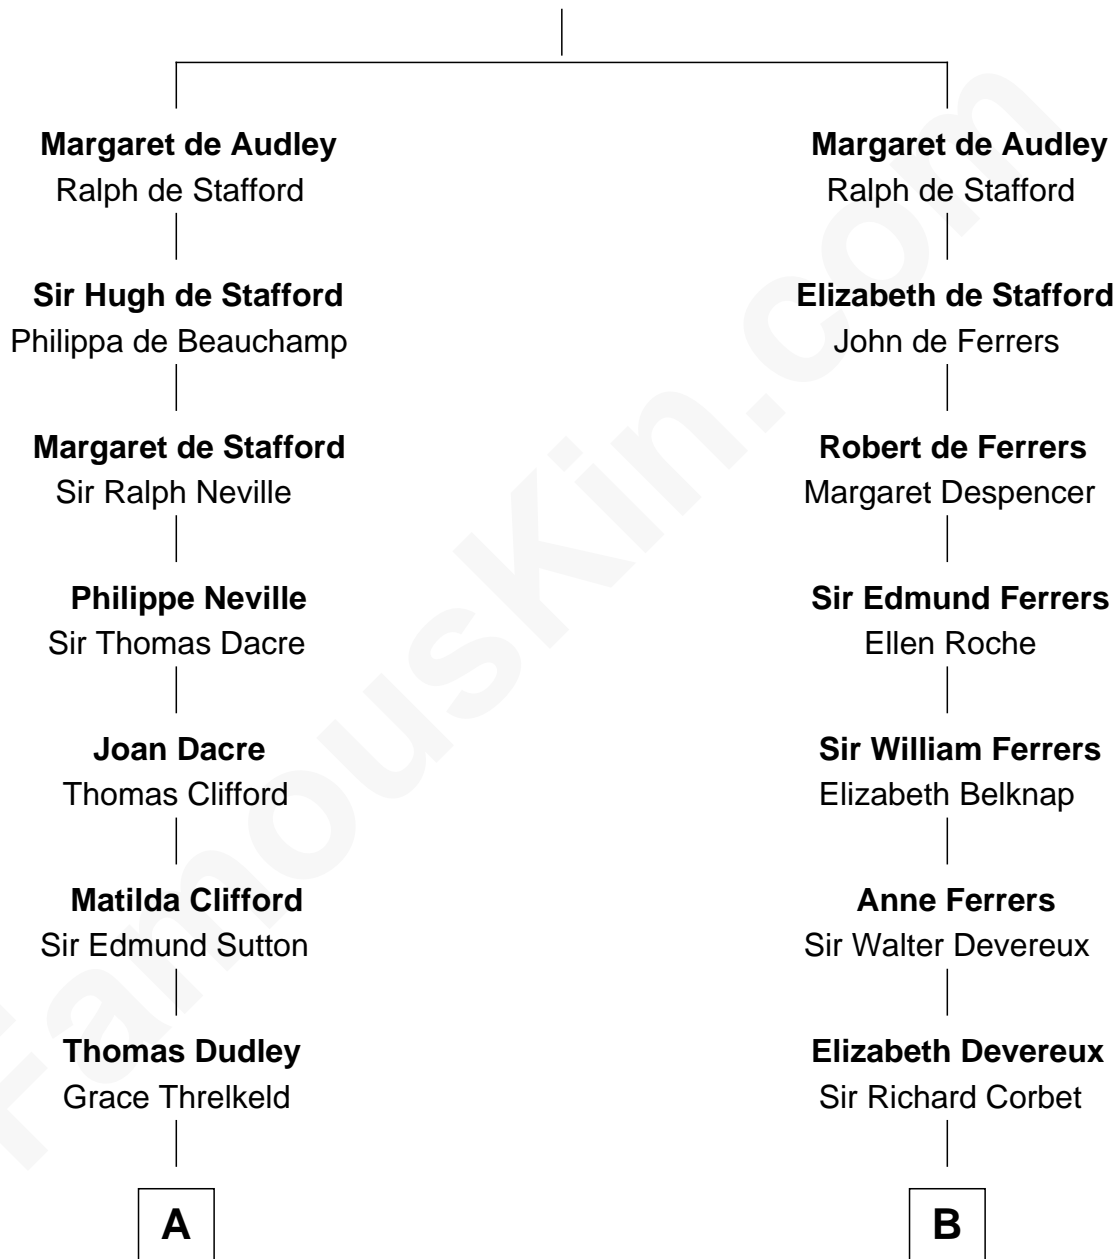 Margaret de Audley
Ralph de Stafford
Sir Hugh de Stafford
Philippa de Beauchamp
Margaret de Stafford
Sir Ralph Neville
Philippe Neville
Sir Thomas Dacre
Joan Dacre
Thomas Clifford
Matilda Clifford
Sir Edmund Sutton
Thomas Dudley
Grace Threlkeld
A
Margaret de Audley
Ralph de Stafford
Elizabeth de Stafford
John de Ferrers
Robert de Ferrers
Margaret Despencer
Sir Edmund Ferrers
Ellen Roche
Sir William Ferrers
Elizabeth Belknap
Anne Ferrers
Sir Walter Devereux
Elizabeth Devereux
Sir Richard Corbet
B
FamousKin.com